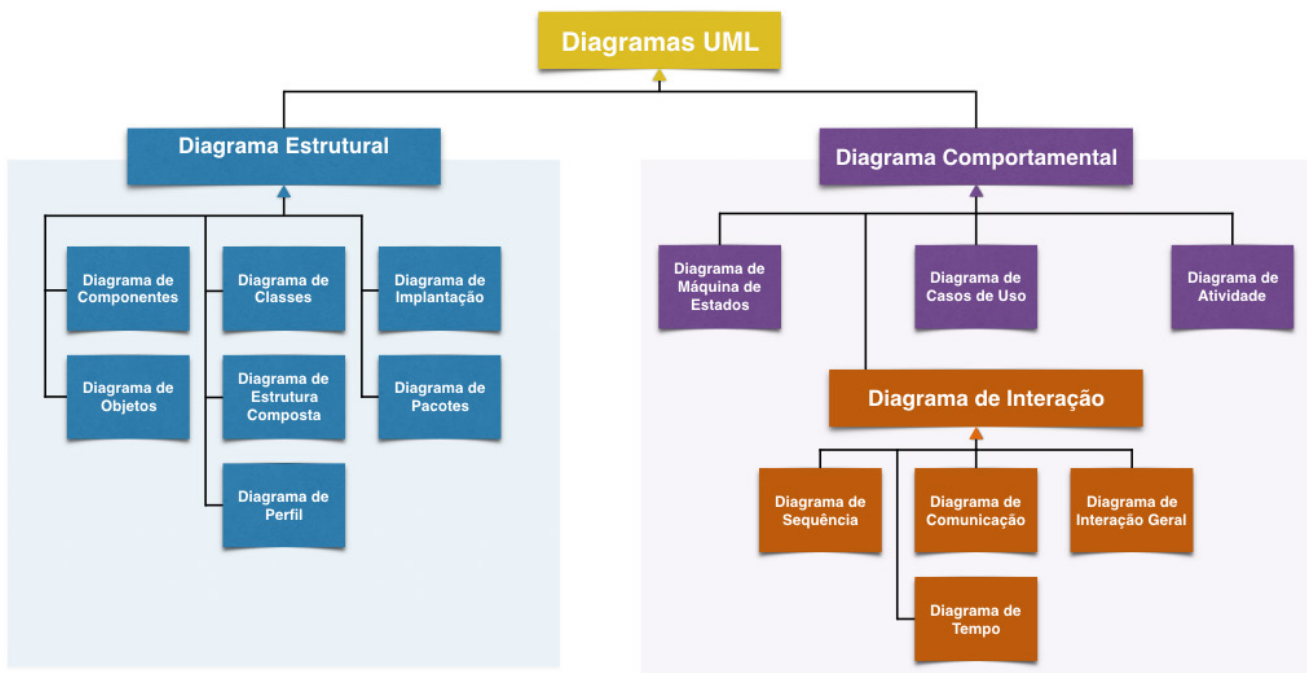 Diagramas UML
Diagrama Estrutural
Diagrama Comportamental
Diagrama de
Componentes
Diagrama de
Classes
Diagrama de
Implantação
Diagrama de
Objetos
Diagrama de
Estrutura
Composta
Diagrama de
Pacotes
Diagrama de
Perfil
Diagrama de
Máquina de
Estados
Diagrama de
Casos de Uso
Diagrama de
Atividade
Diagrama de Interação
Diagrama de
Sequência
Diagrama de
Comunicação
Diagrama de
Interação Geral
Diagrama de
Tempo